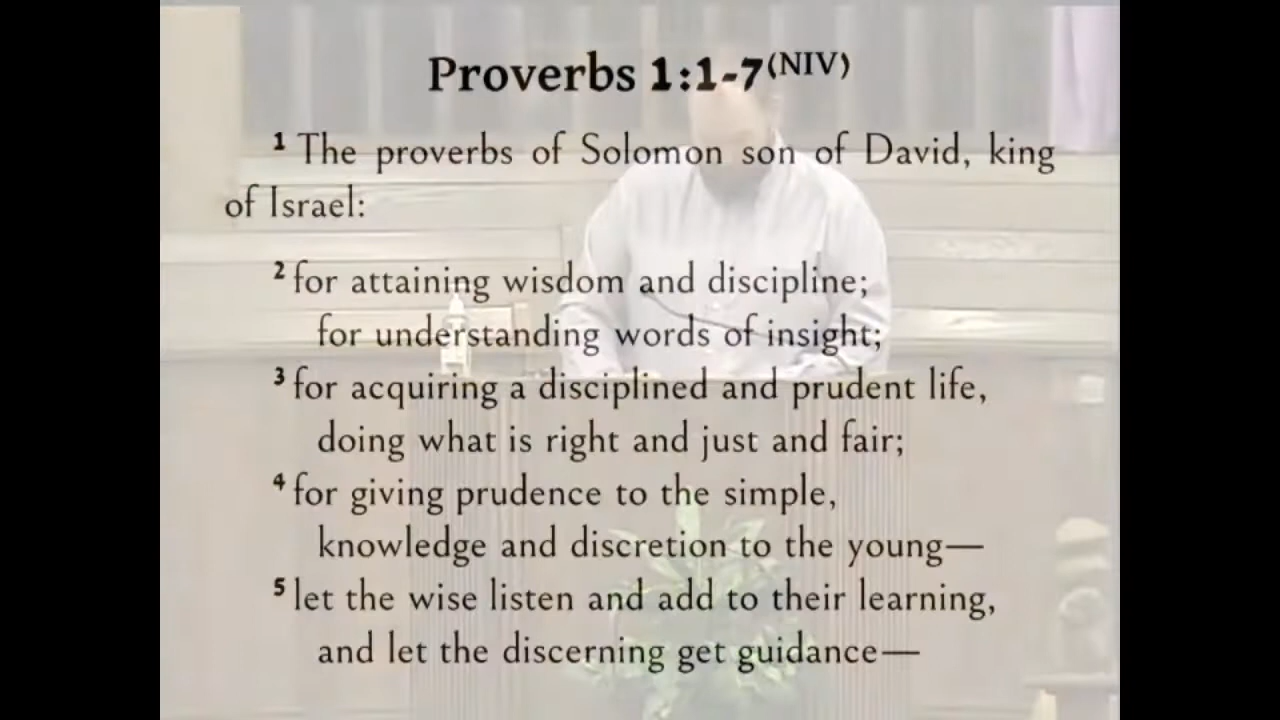 Proverbs 1:1-7 (NIV)
1 The proverbs of Solomon son of David, king
of Israel:
2 for attaining wisdom and discipline;
for understanding words of insight;
3 for acquiring a disciplined and prudent life,
doing what is right and just and fair;
4 for giving prudence to the simple,
knowledge and discretion to the young—
5 let the wise listen and add to their learning,
and let the discerning get guidance—